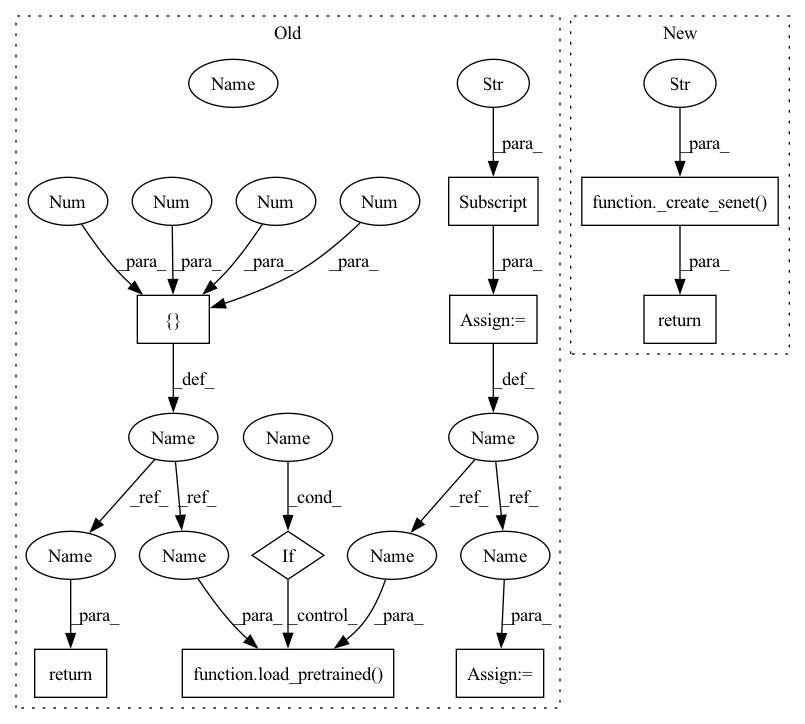 Old
New
Name
Str
Str
_para_
_para_
Num
Num
Num
Num
Subscript
function._create_senet()
_para_
_para_
_para_
_para_
_para_
_para_
{}
Assign:=
return
_def_
_def_
Name
Name
Name
_ref_
_ref_
_cond_
_ref_
_ref_
Name
Name
If
Name
Name
_para_
_para_
_control_
_para_
_para_
return
function.load_pretrained()
Assign:=